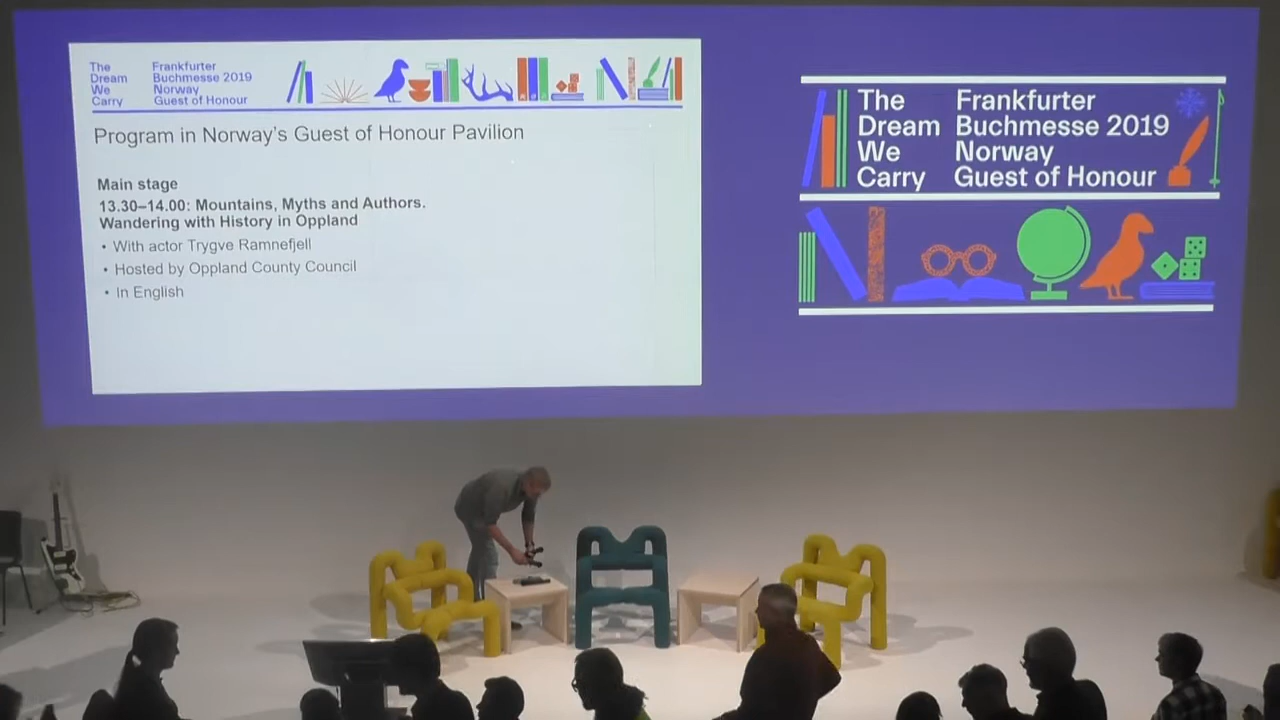 The Dream We Carry
Frankfurter Buchmesse 2019 Norway Guest of Honour
Program in Norway's Guest of Honour Pavilion
Main stage
13.30–14.00: Mountains, Myths and Authors.
Wandering with History in Oppland
• With actor Trygve Ramnefjell
• Hosted by Oppland County Council
• In English
The Dream We Carry
Frankfurter Buchmesse 2019 Norway Guest of Honour